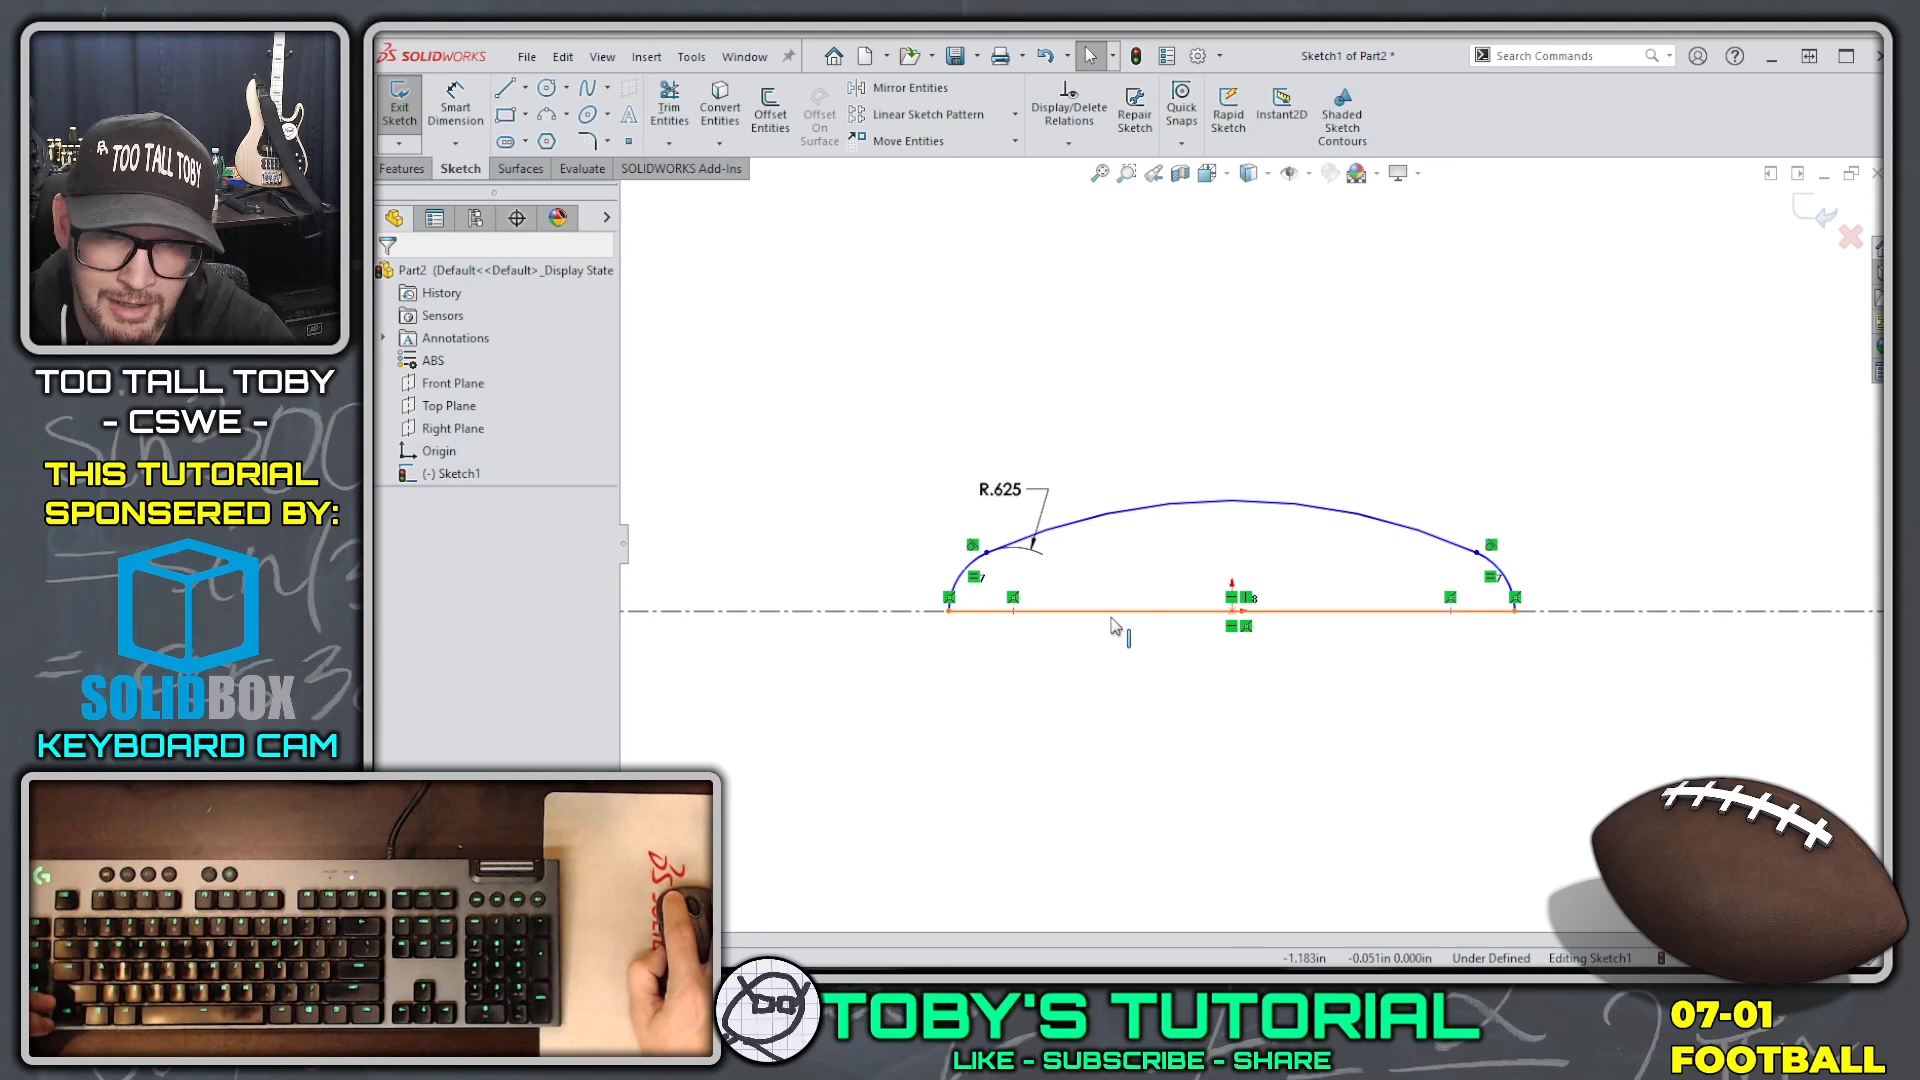 TOO TALL TOBY
TOO TALL TOBY
- CSWE -
THIS TUTORIAL
SPONSERED BY:
SOLIDBOX
KEYBOARD CAM
SOLIDWORKS
File
Edit
View
Insert
Tools
Window
Sketch1 of Part2 *
Search Commands
Exit Sketch
Smart Dimension
Trim Entities
Convert Entities
Offset Entities
Offset On Surface
Mirror Entities
Linear Sketch Pattern
Move Entities
Display/Delete Relations
Repair Sketch
Quick Snaps
Rapid Sketch
Instant2D
Shaded Sketch Contours
Features
Sketch
Surfaces
Evaluate
SOLIDWORKS Add-Ins
Part2 (Default<<Default>_Display State
History
Sensors
Annotations
ABS
Front Plane
Top Plane
Right Plane
Origin
(-) Sketch1
R.625
7
7
8
-1.183in
-0.051in 0.000in
Under Defined
Editing Sketch1
TOBY'S TUTORIAL
LIKE - SUBSCRIBE - SHARE
07-01
FOOTBALL